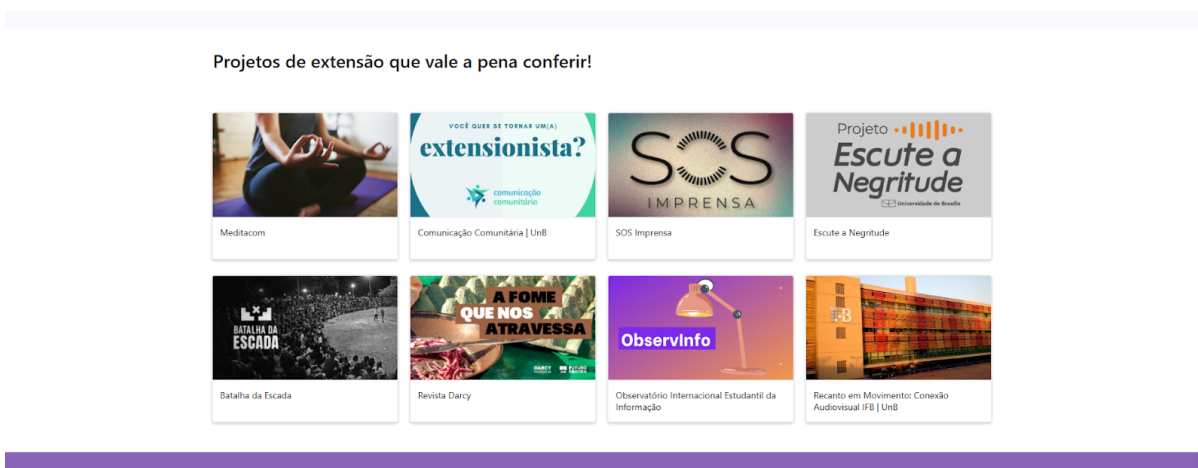 Projetos de extensão que vale a pena conferir!
VOCÊ QUER SE TORNAR UM(A)
extensionista?
comunicação
comunitária
SOS
IMPRENSA
Projeto
Escute a
Negritude
Universidade de Brasília
Meditacom
Comunicação Comunitária | UnB
SOS Imprensa
Escute a Negritude
BATALHA DA
ESCADA
A FOME
QUE NOS
ATRAVESSA
DARCY
ObservInfo
IFB
Batalha da Escada
Revista Darcy
Observatório Internacional Estudantil da
Informação
Recanto em Movimento: Conexão
Audiovisual IFB | UnB